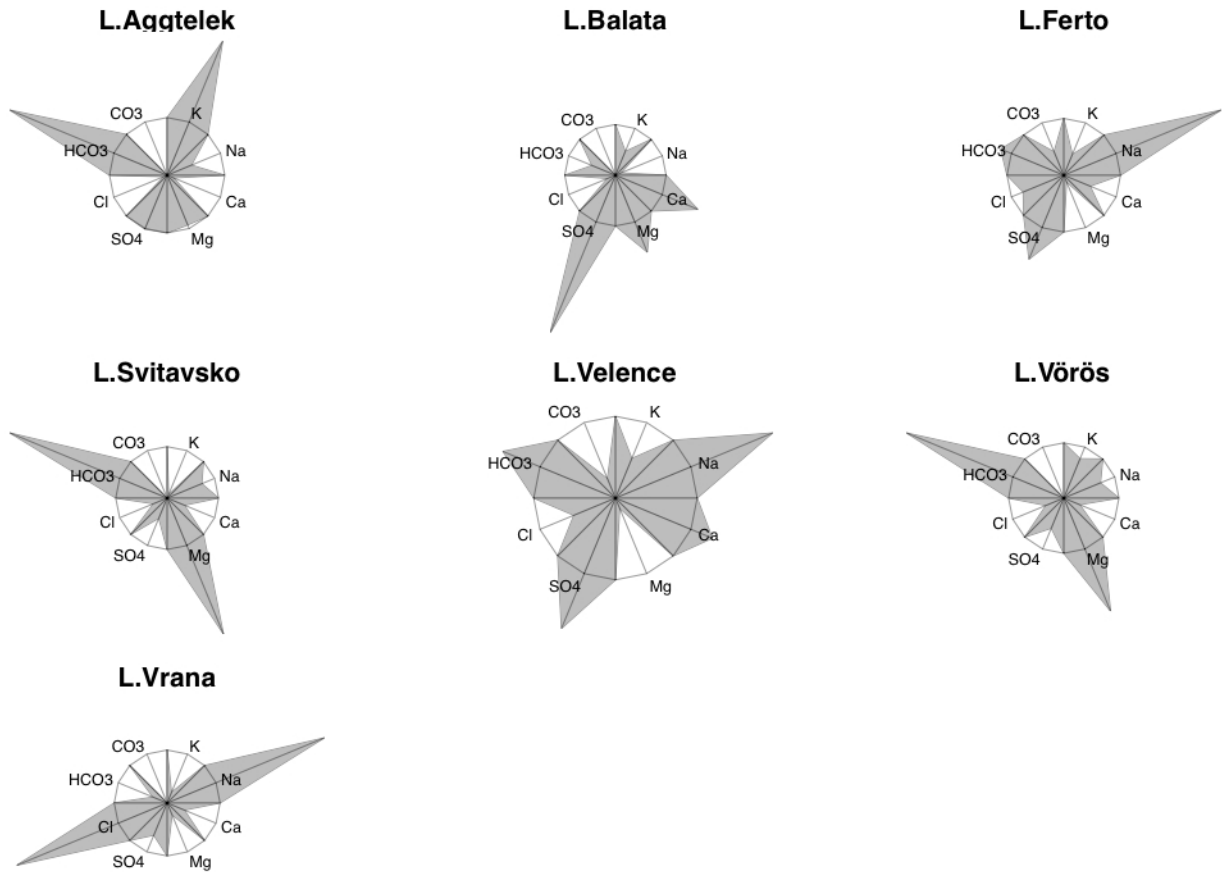 L.Aggtelek
CO3 K
HCO3 Na
Cl Ca
SO4 Mg
L.Balata
CO3 K
HCO3 Na
Cl Ca
SO4 Mg
L.Ferto
CO3 K
HCO3 Na
Cl Ca
SO4 Mg
L.Svitavsko
CO3 K
HCO3 Na
Cl Ca
SO4 Mg
L.Velence
CO3 K
HCO3 Na
Cl Ca
SO4 Mg
L.Vörös
CO3 K
HCO3 Na
Cl Ca
SO4 Mg
L.Vrana
CO3 K
HCO3 Na
Cl Ca
SO4 Mg